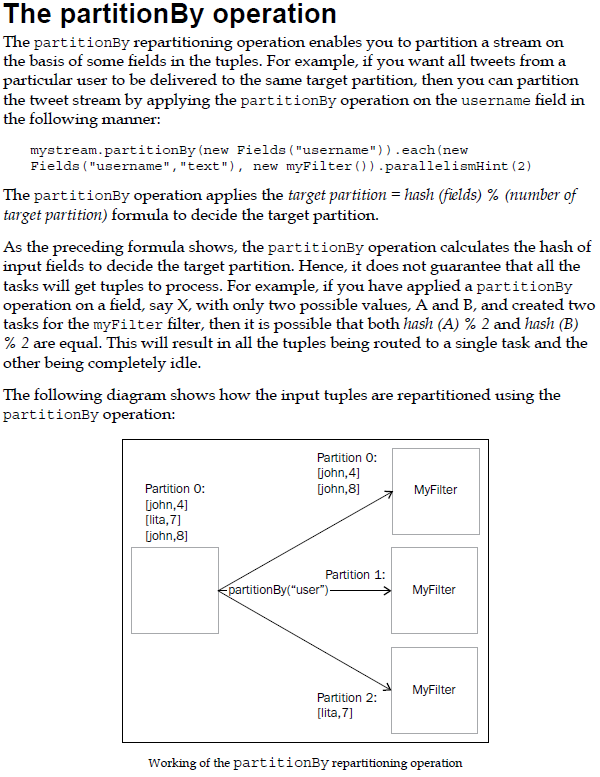 The partitionBy operation
The partitionBy repartitioning operation enables you to partition a stream on
the basis of some fields in the tuples. For example, if you want all tweets from a
particular user to be delivered to the same target partition, then you can partition
the tweet stream by applying the partitionBy operation on the username field in
the following manner:
mystream.partitionBy(new Fields("username")).each(new
Fields("username","text"), new myFilter()).parallelismHint(2)
The partitionBy operation applies the target partition = hash (fields) % (number of
target partition) formula to decide the target partition.
As the preceding formula shows, the partitionBy operation calculates the hash of
input fields to decide the target partition. Hence, it does not guarantee that all the
tasks will get tuples to process. For example, if you have applied a partitionBy
operation on a field, say X, with only two possible values, A and B, and created two
tasks for the myFilter filter, then it is possible that both hash (A) % 2 and hash (B)
% 2 are equal. This will result in all the tuples being routed to a single task and the
other being completely idle.
The following diagram shows how the input tuples are repartitioned using the
partitionBy operation:
Partition 0:
[john,4]
[lita,7]
[john,8]
Partition 0:
[john,4]
[john,8]
MyFilter
partitionBy(“user”)
Partition 1:
MyFilter
Partition 2:
[lita,7]
MyFilter
Working of the partitionBy repartitioning operation